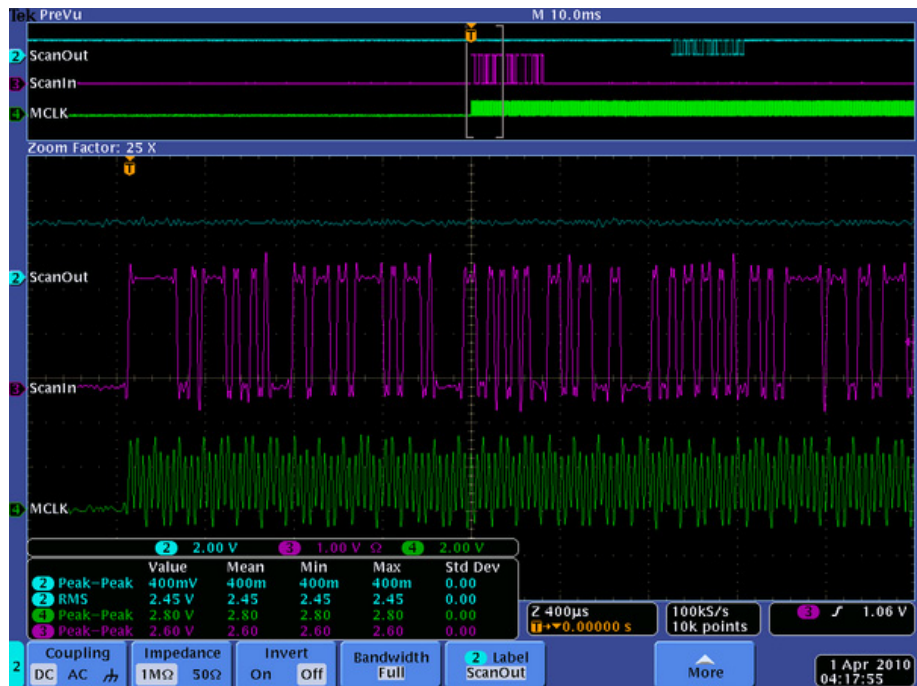 Tek PreVu M 10.0ms
T
2 ScanOut
3 ScanIn
4 MCLK
Zoom Factor: 25 X
T
2 ScanOut
3 ScanIn
4 MCLK
2 2.00 V 3 1.00 V Ω 4 2.00 V
Value Mean Min Max Std Dev
2 Peak-Peak 400mV 400m 400m 400m 0.00
2 RMS 2.45 V 2.45 2.45 2.45 0.00
4 Peak-Peak 2.80 V 2.80 2.80 2.80 0.00
3 Peak-Peak 2.60 V 2.60 2.60 2.60 0.00
Z 400µs
T→▼0.00000 s
100kS/s
10k points
3 ∫ 1.06 V
2
Coupling
DC AC
Impedance
1MΩ 50Ω
Invert
On Off
Bandwidth
Full
2 Label
ScanOut
More
1 Apr 2010
04:17:55